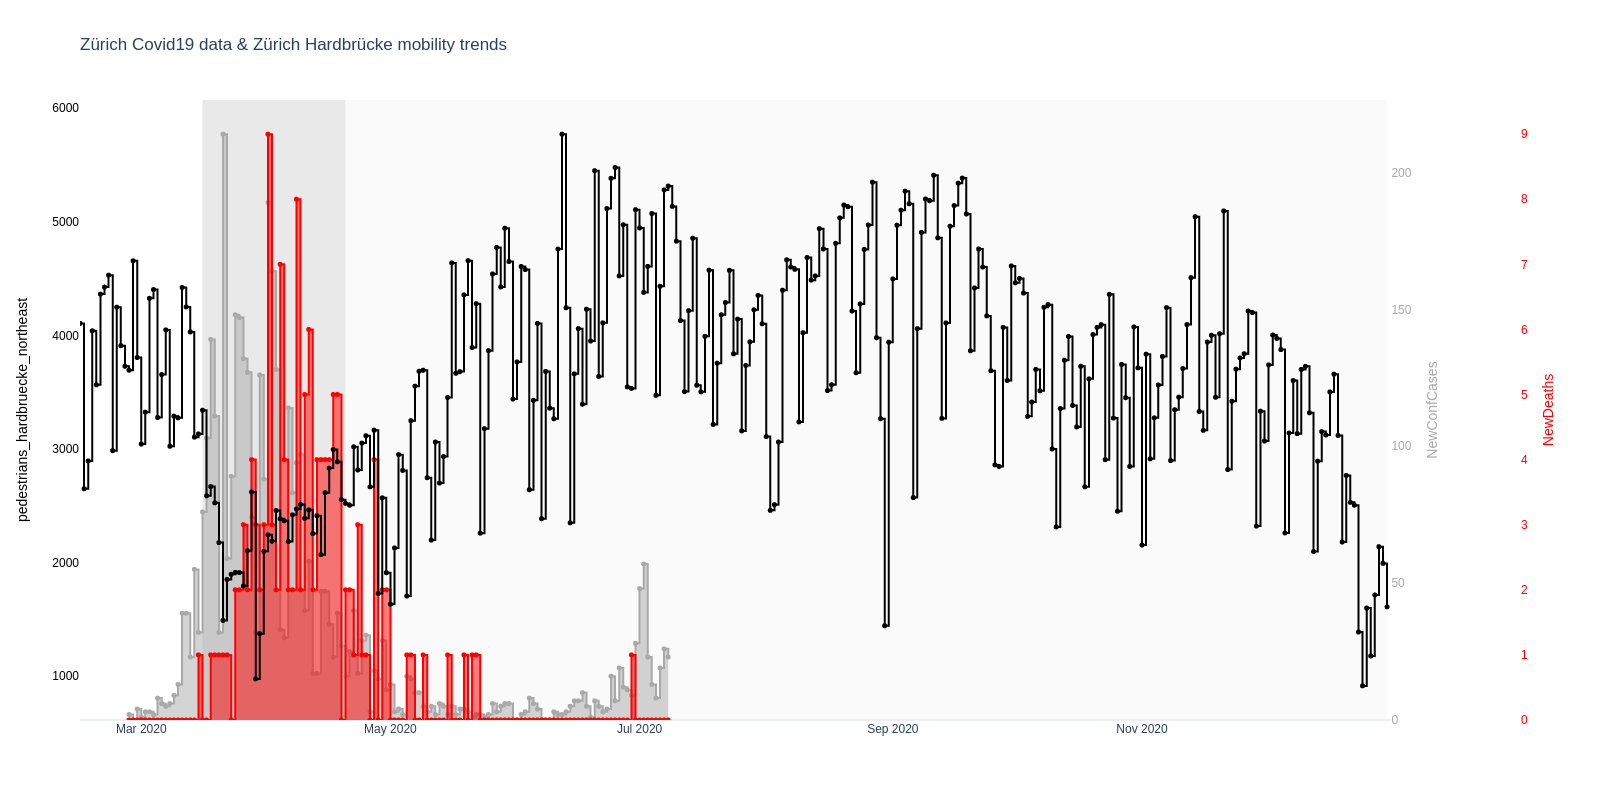 Zürich Covid19 data & Zürich Hardbrücke mobility trends
6000
5000
4000
3000
2000
1000
pedestrians_hardbruecke_northeast
Mar 2020
May 2020
Jul 2020
Sep 2020
Nov 2020
200
150
100
50
0
NewConfCases
9
8
7
6
5
4
3
2
1
0
NewDeaths